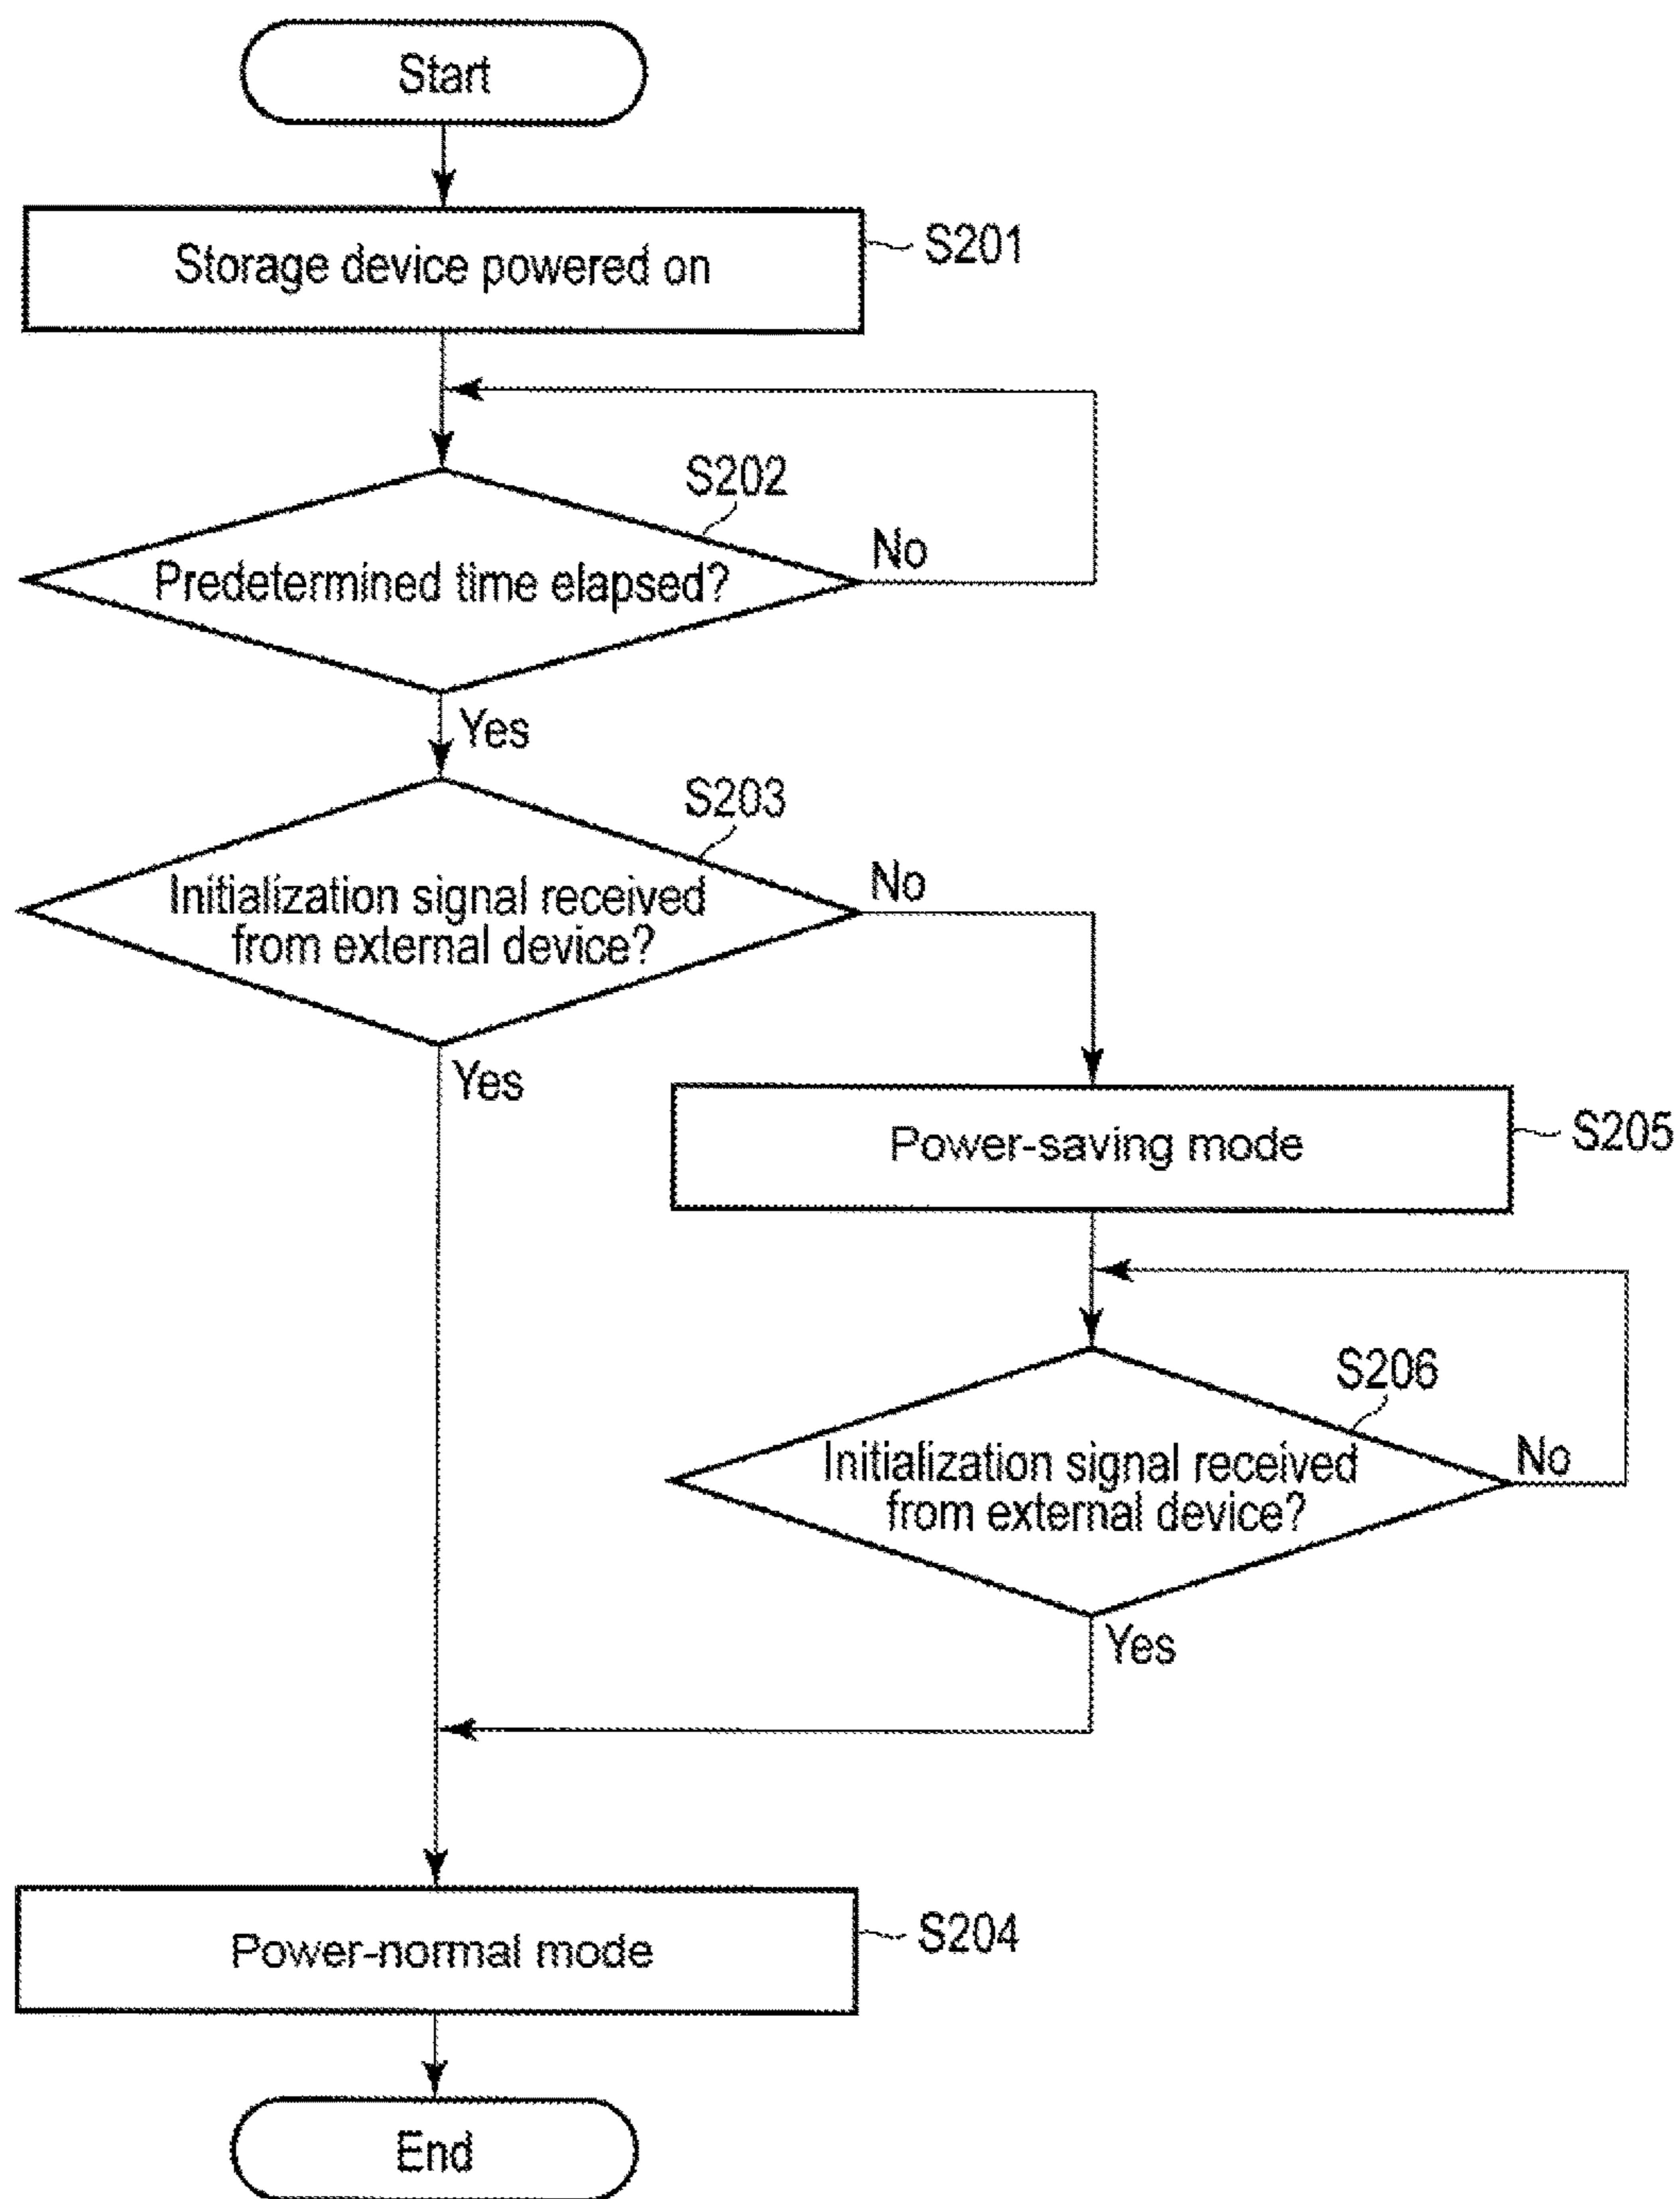 Start
Storage device powered on
S201
S202
Predetermined time elapsed?
No
Yes
S203
Initialization signal received
from external device?
No
Yes
Power-saving mode
S205
S206
Initialization signal received
from external device?
No
Yes
Power-normal mode
S204
End